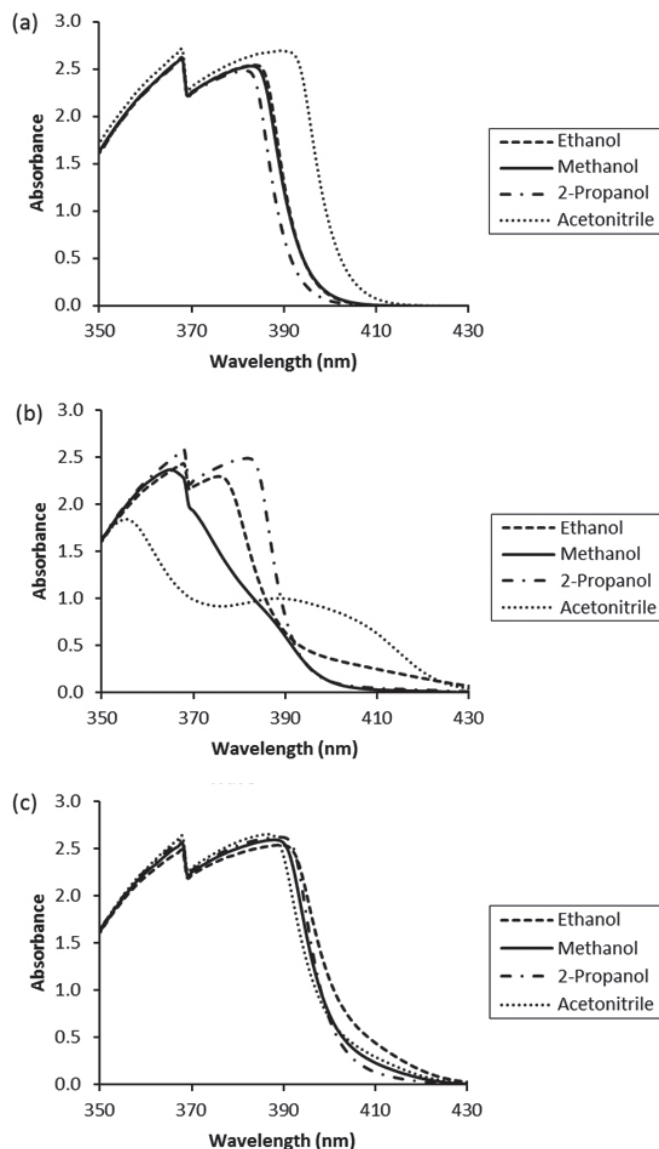 (a)
3.0
2.5
2.0
1.5
1.0
0.5
0.0
Absorbance
350 370 390 410 430
Wavelength (nm)
Ethanol
Methanol
2-Propanol
Acetonitrile
(b)
3.0
2.5
2.0
1.5
1.0
0.5
0.0
Absorbance
350 370 390 410 430
Wavelength (nm)
Ethanol
Methanol
2-Propanol
Acetonitrile
(c)
3.0
2.5
2.0
1.5
1.0
0.5
0.0
Absorbance
350 370 390 410 430
Wavelength (nm)
Ethanol
Methanol
2-Propanol
Acetonitrile